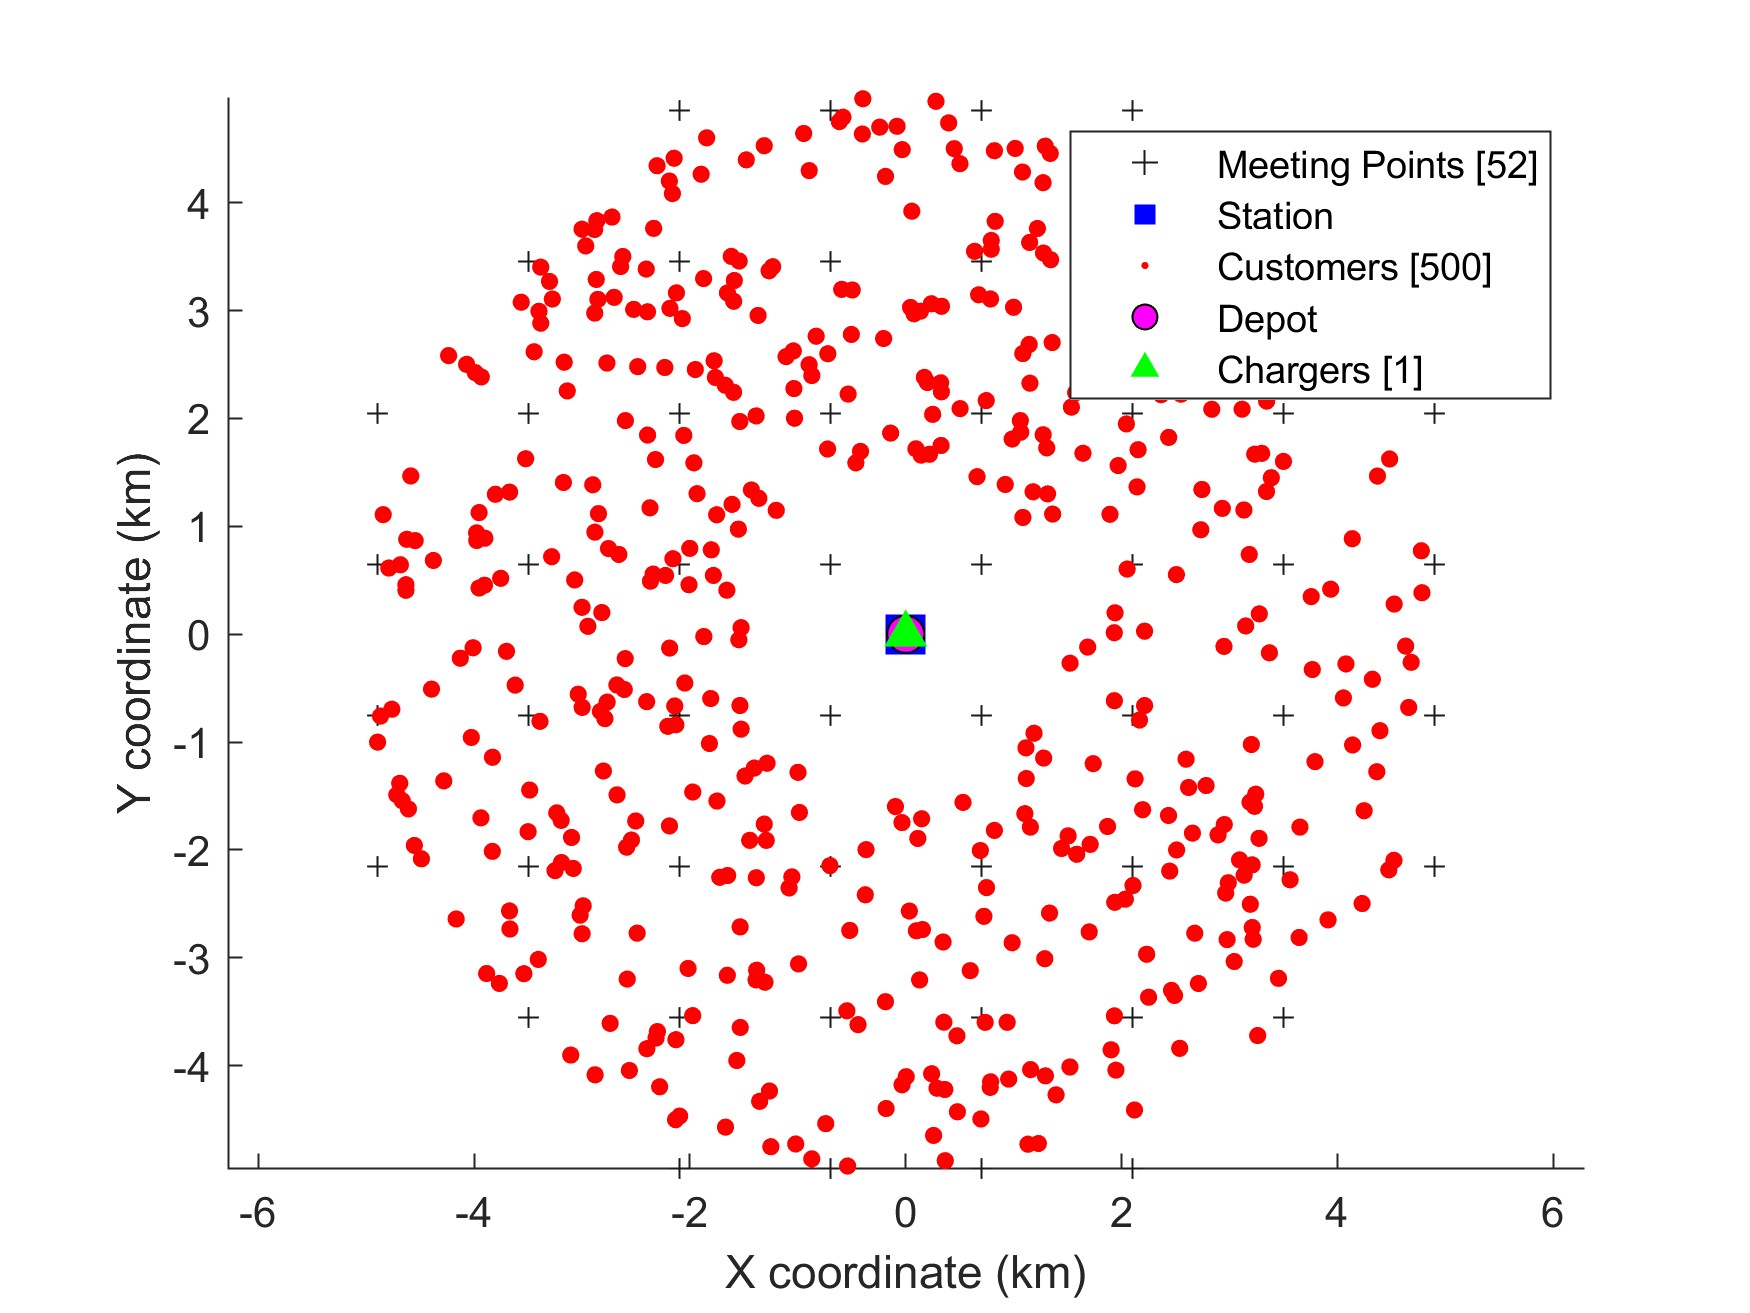 Meeting Points [52]
Station
Customers [500]
Depot
Chargers [1]
Y coordinate (km)
4
3
2
1
0
-1
-2
-3
-4
-6
-4
-2
0
2
4
6
X coordinate (km)